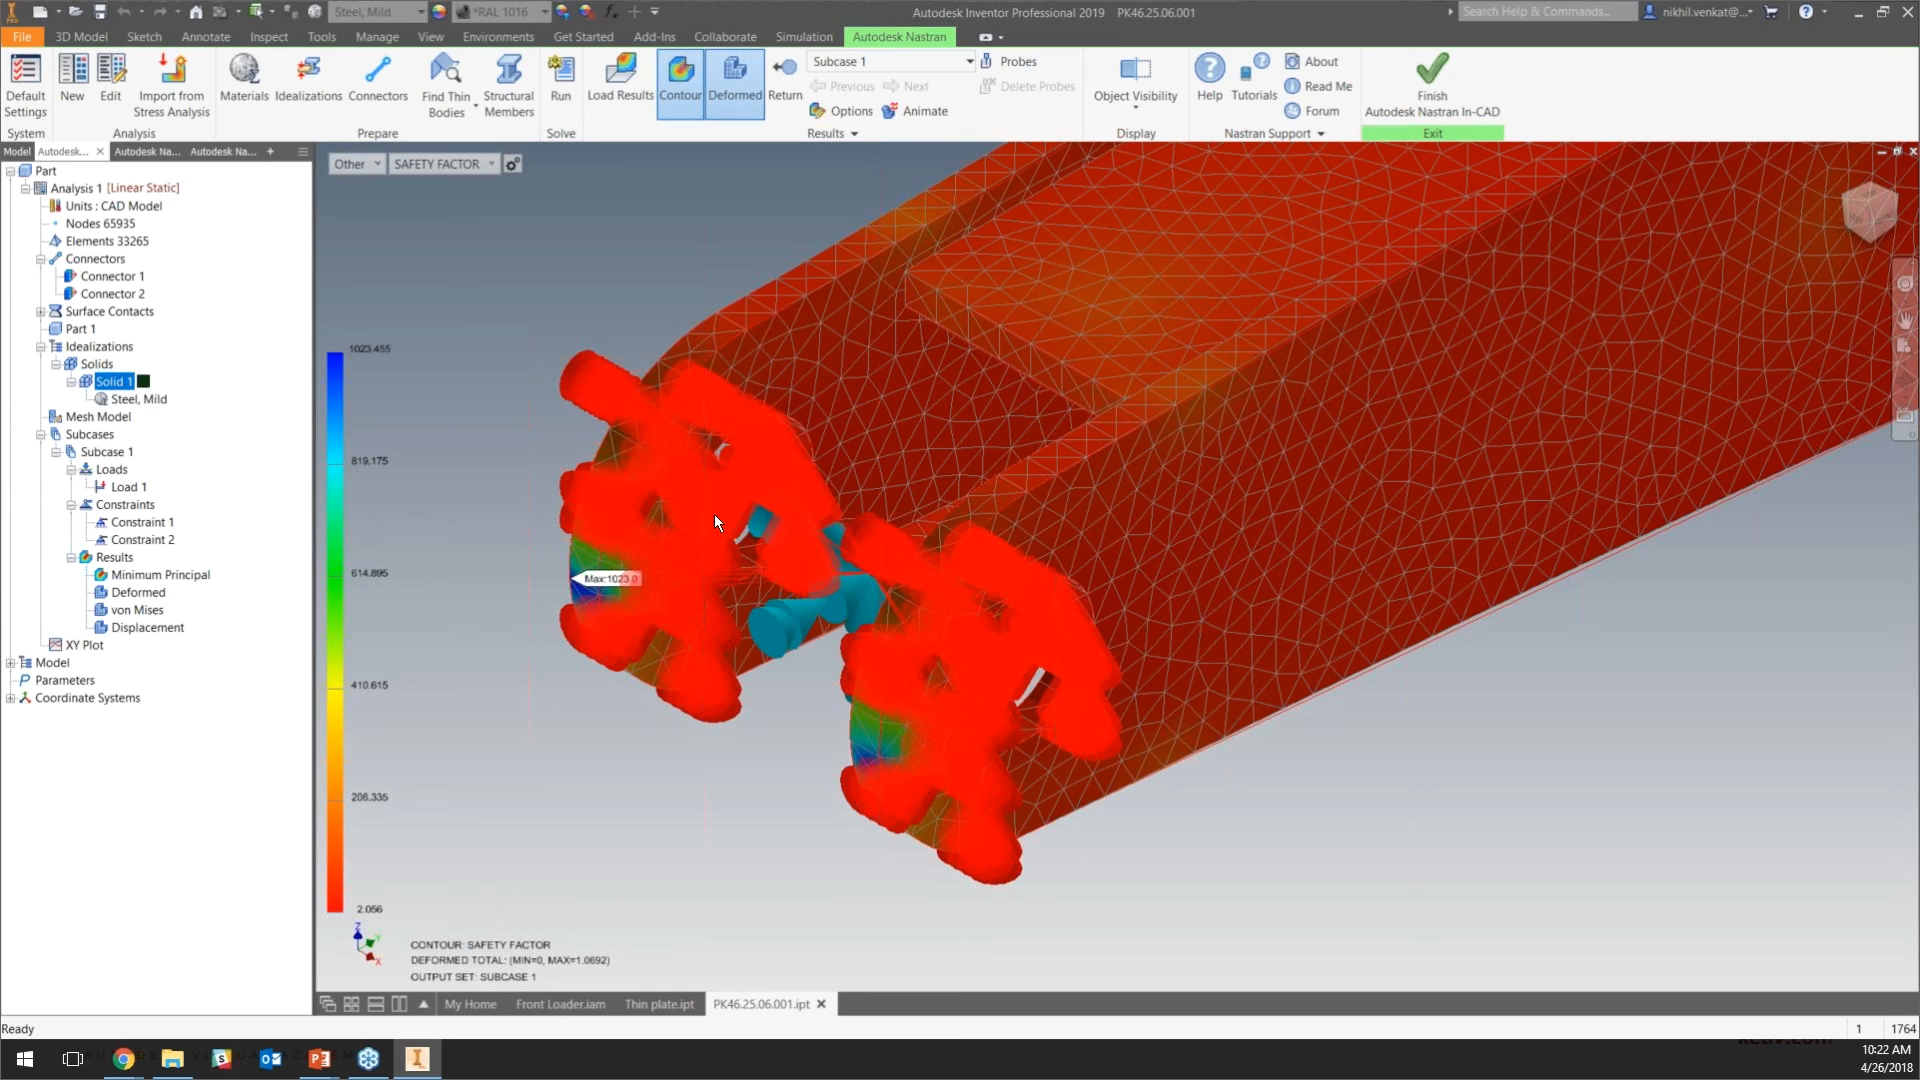 Steel, Mild
*RAL 1016
Autodesk Inventor Professional 2019 PK46.25.06.001
Search Help & Commands...
nikhil.venkat@...
File
3D Model
Sketch
Annotate
Inspect
Tools
Manage
View
Environments
Get Started
Add-Ins
Collaborate
Simulation
Autodesk Nastran
Default Settings
New
Edit
Import from Stress Analysis
Materials
Idealizations
Connectors
Find Thin Bodies
Structural Members
Run
Load Results
Contour
Deformed
Return
Subcase 1
Previous
Next
Options
Animate
Probes
Delete Probes
Object Visibility
Help
Tutorials
About
Read Me
Forum
Finish
Autodesk Nastran In-CAD
System
Analysis
Prepare
Solve
Results
Display
Nastran Support
Exit
Model
Autodesk...
Autodesk Na...
Autodesk Na...
Part
Analysis 1 [Linear Static]
Units : CAD Model
Nodes 65935
Elements 33265
Connectors
Connector 1
Connector 2
Surface Contacts
Part 1
Idealizations
Solids
Solid 1
Steel, Mild
Mesh Model
Subcases
Subcase 1
Loads
Load 1
Constraints
Constraint 1
Constraint 2
Results
Minimum Principal
Deformed
von Mises
Displacement
XY Plot
Model
Parameters
Coordinate Systems
Other
SAFETY FACTOR
1023.455
819.175
614.895
410.615
206.335
2.056
Max:1023.0
Z
Y
X
CONTOUR: SAFETY FACTOR
DEFORMED TOTAL: (MIN=0, MAX=1.0692)
OUTPUT SET: SUBCASE 1
My Home
Front Loader.iam
Thin plate.ipt
PK46.25.06.001.ipt
Ready
1
1764
10:22 AM
4/26/2018